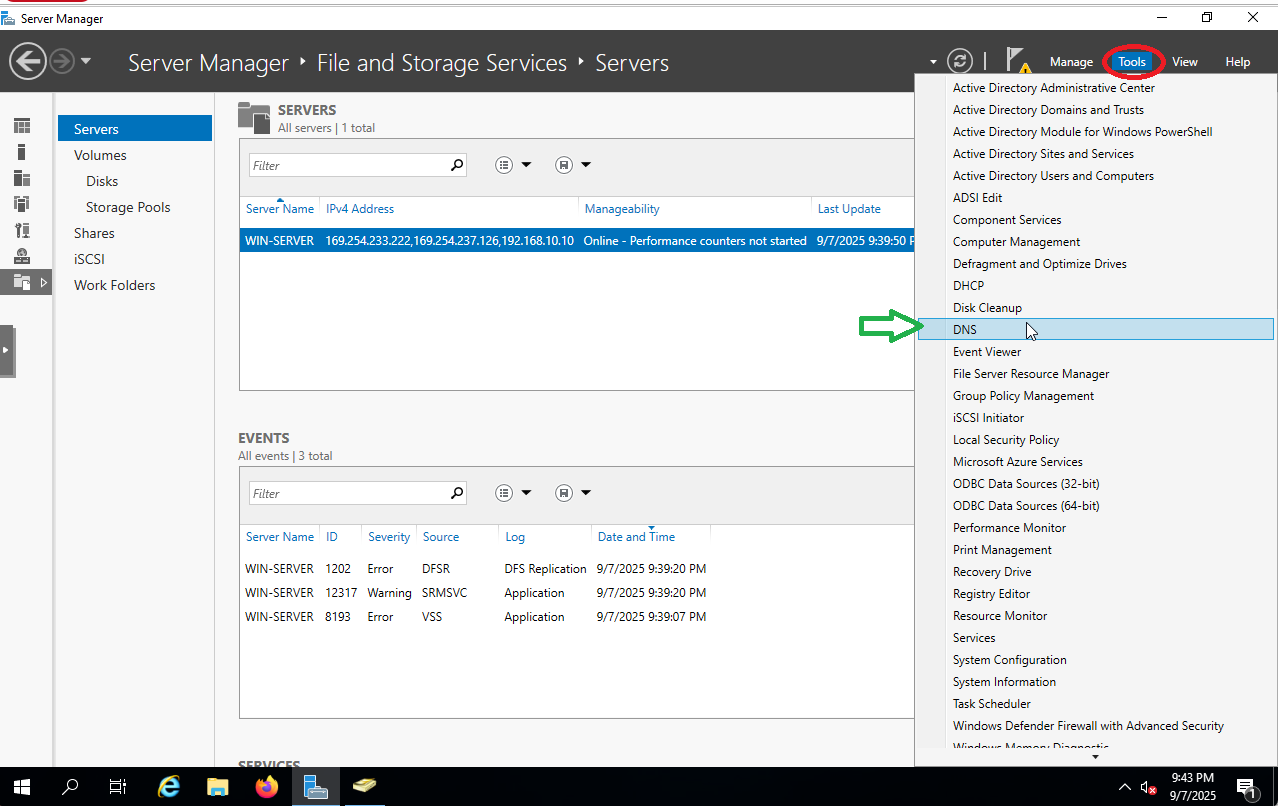 Server Manager
Server Manager ‣ File and Storage Services ‣ Servers
Manage Tools View Help
Servers
Volumes
Disks
Storage Pools
Shares
iSCSI
Work Folders
SERVERS
All servers | 1 total
Filter
Server Name IPv4 Address Manageability Last Update
WIN-SERVER 169.254.233.222,169.254.237.126,192.168.10.10 Online - Performance counters not started 9/7/2025 9:39:50
EVENTS
All events | 3 total
Filter
Server Name ID Severity Source Log Date and Time
WIN-SERVER 1202 Error DFSR DFS Replication 9/7/2025 9:39:20 PM
WIN-SERVER 12317 Warning SRMSVC Application 9/7/2025 9:39:20 PM
WIN-SERVER 8193 Error VSS Application 9/7/2025 9:39:07 PM
SERVICES
Active Directory Administrative Center
Active Directory Domains and Trusts
Active Directory Module for Windows PowerShell
Active Directory Sites and Services
Active Directory Users and Computers
ADSI Edit
Component Services
Computer Management
Defragment and Optimize Drives
DHCP
Disk Cleanup
DNS
Event Viewer
File Server Resource Manager
Group Policy Management
iSCSI Initiator
Local Security Policy
Microsoft Azure Services
ODBC Data Sources (32-bit)
ODBC Data Sources (64-bit)
Performance Monitor
Print Management
Recovery Drive
Registry Editor
Resource Monitor
Services
System Configuration
System Information
Task Scheduler
Windows Defender Firewall with Advanced Security
Windows Memory Diagnostic
9:43 PM
9/7/2025
1